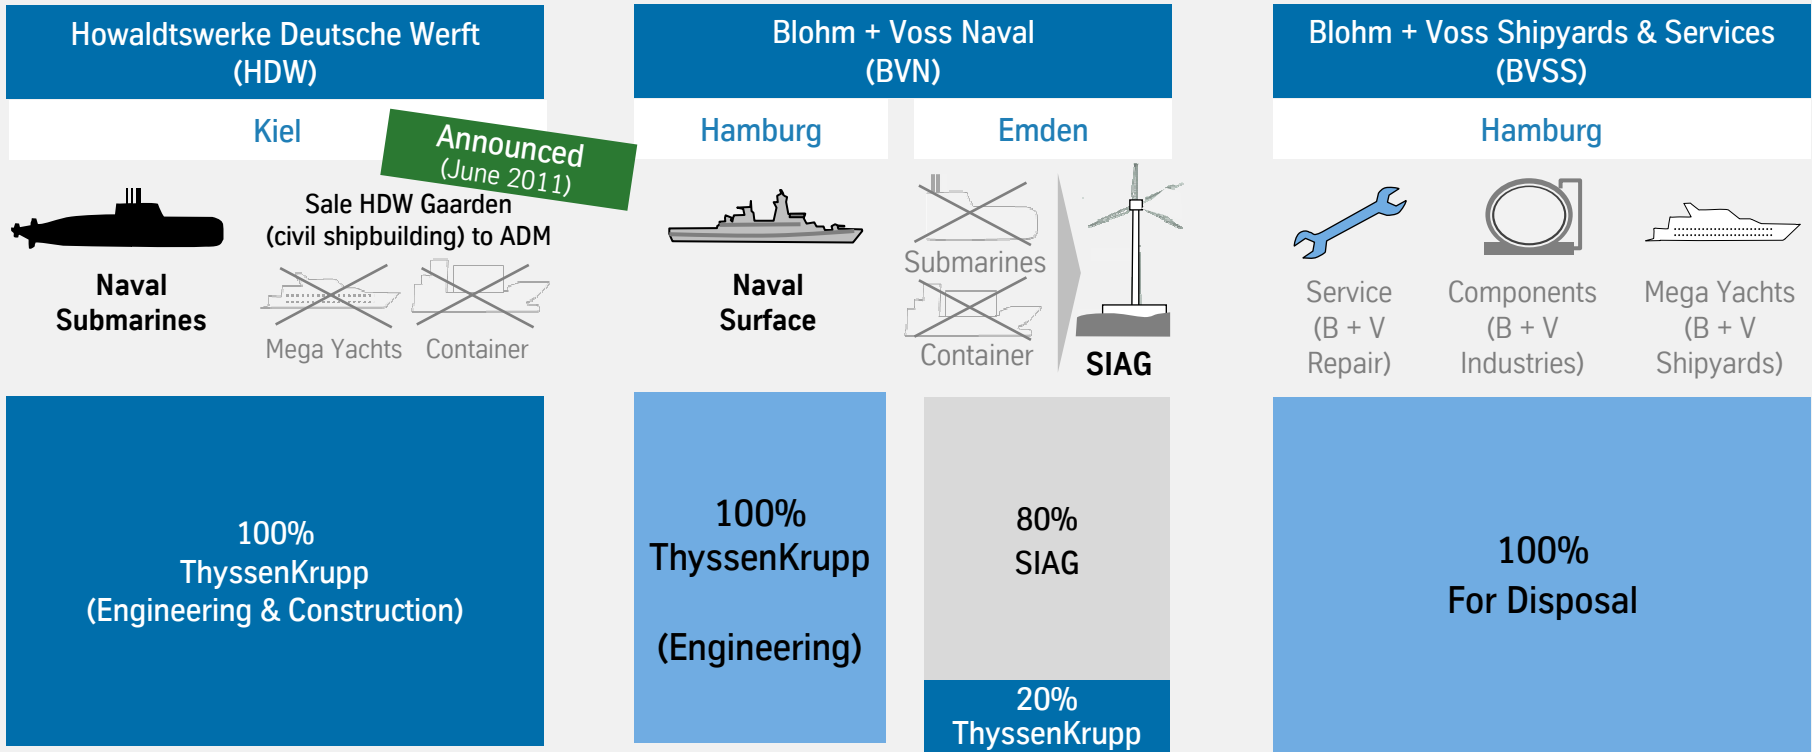 Howaldtswerke Deutsche Werft
(HDW)
Kiel
Announced
(June 2011)
Naval
Submarines
Sale HDW Gaarden
(civil shipbuilding) to ADM
Mega Yachts
Container
100%
ThyssenKrupp
(Engineering & Construction)
Blohm + Voss Naval
(BVN)
Hamburg
Naval
Surface
100%
ThyssenKrupp
(Engineering)
Emden
Submarines
Container
SIAG
80%
SIAG
20%
ThyssenKrupp
Blohm + Voss Shipyards & Services
(BVSS)
Hamburg
Service
(B + V
Repair)
Components
(B + V
Industries)
Mega Yachts
(B + V
Shipyards)
100%
For Disposal